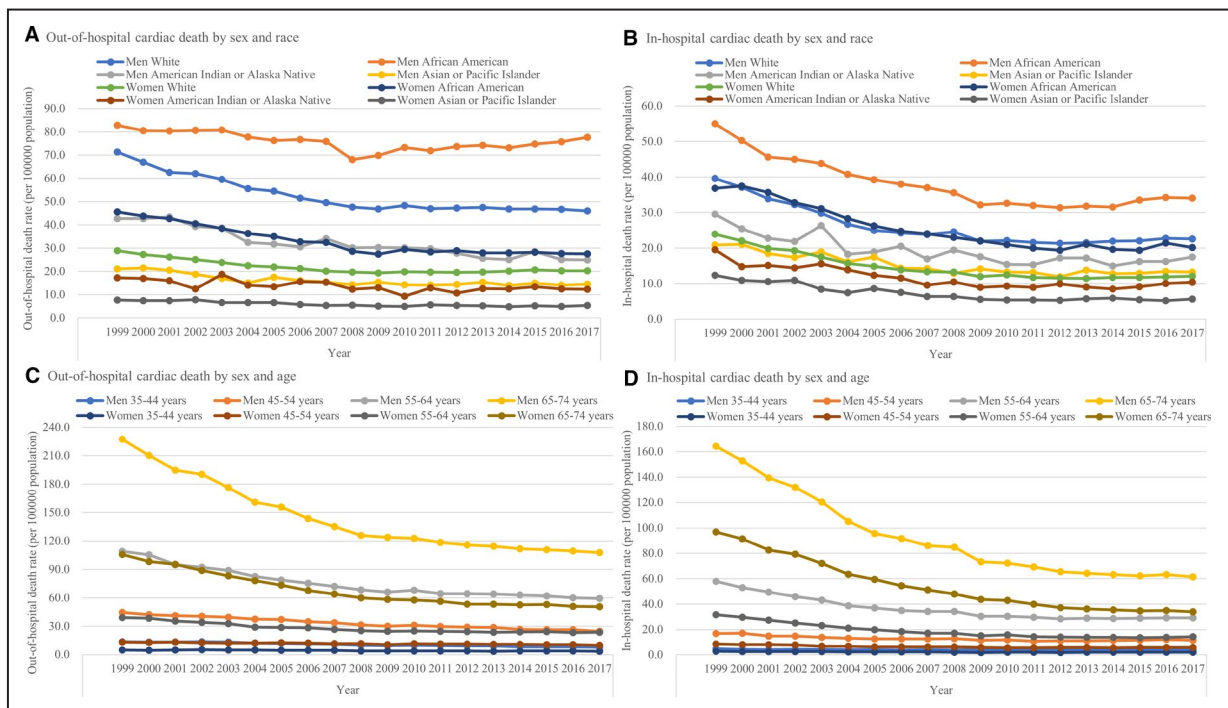 A Out-of-hospital cardiac death by sex and race
Men White Men African American
Men American Indian or Alaska Native Men Asian or Pacific Islander
Women White Women African American
Women American Indian or Alaska Native Women Asian or Pacific Islander
Out-of-hospital death rate (per 100000 population)
90.0
80.0
70.0
60.0
50.0
40.0
30.0
20.0
10.0
0.0
1999 2000 2001 2002 2003 2004 2005 2006 2007 2008 2009 2010 2011 2012 2013 2014 2015 2016 2017
Year
B In-hospital cardiac death by sex and race
Men White Men African American
Men American Indian or Alaska Native Men Asian or Pacific Islander
Women White Women African American
Women American Indian or Alaska Native Women Asian or Pacific Islander
In-hospital death rate (per 100000 population)
60.0
50.0
40.0
30.0
20.0
10.0
0.0
1999 2000 2001 2002 2003 2004 2005 2006 2007 2008 2009 2010 2011 2012 2013 2014 2015 2016 2017
Year
C Out-of-hospital cardiac death by sex and age
Men 35-44 years Men 45-54 years Men 55-64 years Men 65-74 years
Women 35-44 years Women 45-54 years Women 55-64 years Women 65-74 years
Out-of-hospital death rate (per 100000 population)
240.0
210.0
180.0
150.0
120.0
90.0
60.0
30.0
0.0
1999 2000 2001 2002 2003 2004 2005 2006 2007 2008 2009 2010 2011 2012 2013 2014 2015 2016 2017
Year
D In-hospital cardiac death by sex and age
Men 35-44 years Men 45-54 years Men 55-64 years Men 65-74 years
Women 35-44 years Women 45-54 years Women 55-64 years Women 65-74 years
In-hospital death rate (per 100000 population)
180.0
160.0
140.0
120.0
100.0
80.0
60.0
40.0
20.0
0.0
1999 2000 2001 2002 2003 2004 2005 2006 2007 2008 2009 2010 2011 2012 2013 2014 2015 2016 2017
Year